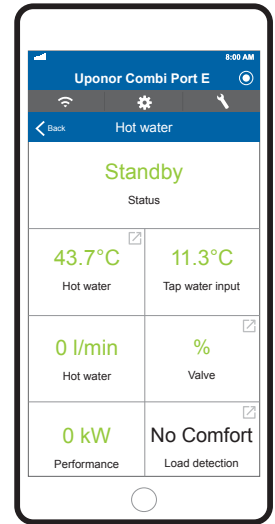 8:00 AM
Uponor Combi Port E
Back Hot water
Standby
Status
43.7°C 11.3°C
Hot water Tap water input
0 l/min %
Hot water Valve
0 kW No Comfort
Performance Load detection